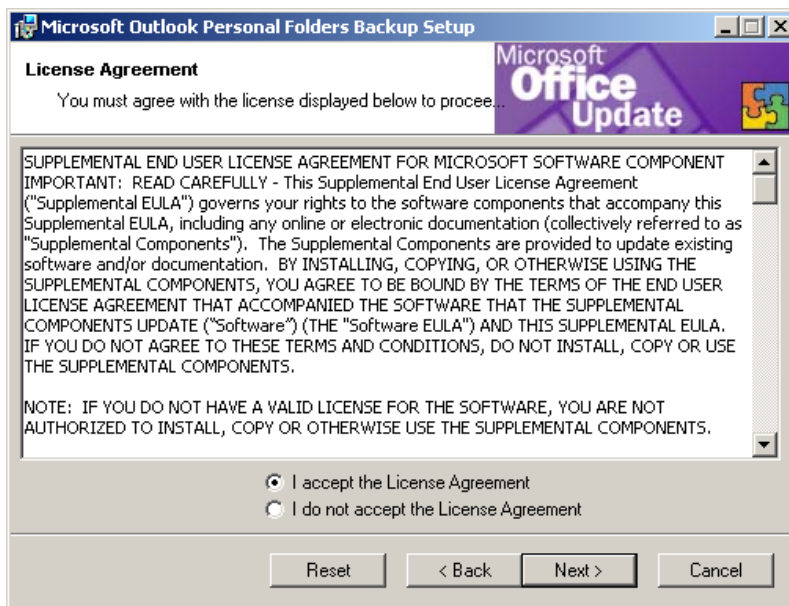 Microsoft Outlook Personal Folders Backup Setup
License Agreement
You must agree with the license displayed below to procee...
Microsoft
Office
Update
SUPPLEMENTAL END USER LICENSE AGREEMENT FOR MICROSOFT SOFTWARE COMPONENT
IMPORTANT:  READ CAREFULLY - This Supplemental End User License Agreement
("Supplemental EULA") governs your rights to the software components that accompany this
Supplemental EULA, including any online or electronic documentation (collectively referred to as
"Supplemental Components").  The Supplemental Components are provided to update existing
software and/or documentation.  BY INSTALLING, COPYING, OR OTHERWISE USING THE
SUPPLEMENTAL COMPONENTS, YOU AGREE TO BE BOUND BY THE TERMS OF THE END USER
LICENSE AGREEMENT THAT ACCOMPANIED THE SOFTWARE THAT THE SUPPLEMENTAL
COMPONENTS UPDATE ("Software") (THE "Software EULA") AND THIS SUPPLEMENTAL EULA.
IF YOU DO NOT AGREE TO THESE TERMS AND CONDITIONS, DO NOT INSTALL, COPY OR USE
THE SUPPLEMENTAL COMPONENTS.
NOTE:  IF YOU DO NOT HAVE A VALID LICENSE FOR THE SOFTWARE, YOU ARE NOT
AUTHORIZED TO INSTALL, COPY OR OTHERWISE USE THE SUPPLEMENTAL COMPONENTS.
I accept the License Agreement
I do not accept the License Agreement
Reset
< Back
Next >
Cancel